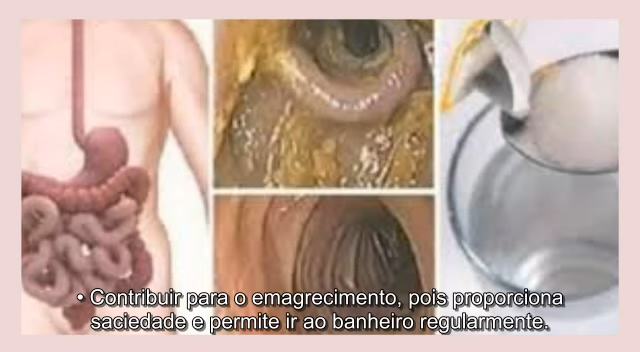 • Contribuir para o emagrecimento, pois proporciona
saciedade e permite ir ao banheiro regularmente.